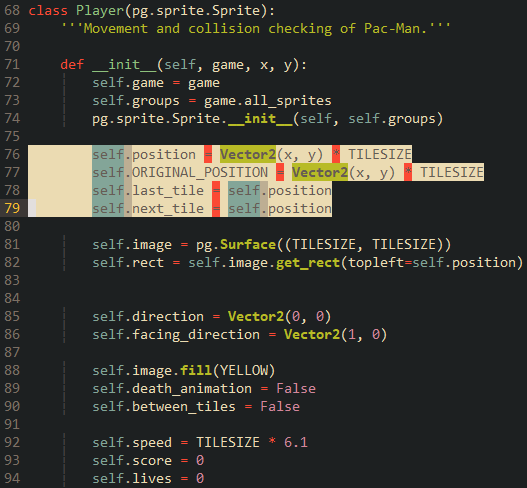 68 class Player(pg.sprite.Sprite):
69     '''Movement and collision checking of Pac-Man.'''
70
71     def __init__(self, game, x, y):
72         self.game = game
73         self.groups = game.all_sprites
74         pg.sprite.Sprite.__init__(self, self.groups)
75
76         self.position = Vector2(x, y) * TILESIZE
77         self.ORIGINAL_POSITION = Vector2(x, y) * TILESIZE
78         self.last_tile = self.position
79         self.next_tile = self.position
80
81         self.image = pg.Surface((TILESIZE, TILESIZE))
82         self.rect = self.image.get_rect(topleft=self.position)
83
84
85         self.direction = Vector2(0, 0)
86         self.facing_direction = Vector2(1, 0)
87
88         self.image.fill(YELLOW)
89         self.death_animation = False
90         self.between_tiles = False
91
92         self.speed = TILESIZE * 6.1
93         self.score = 0
94         self.lives = 0